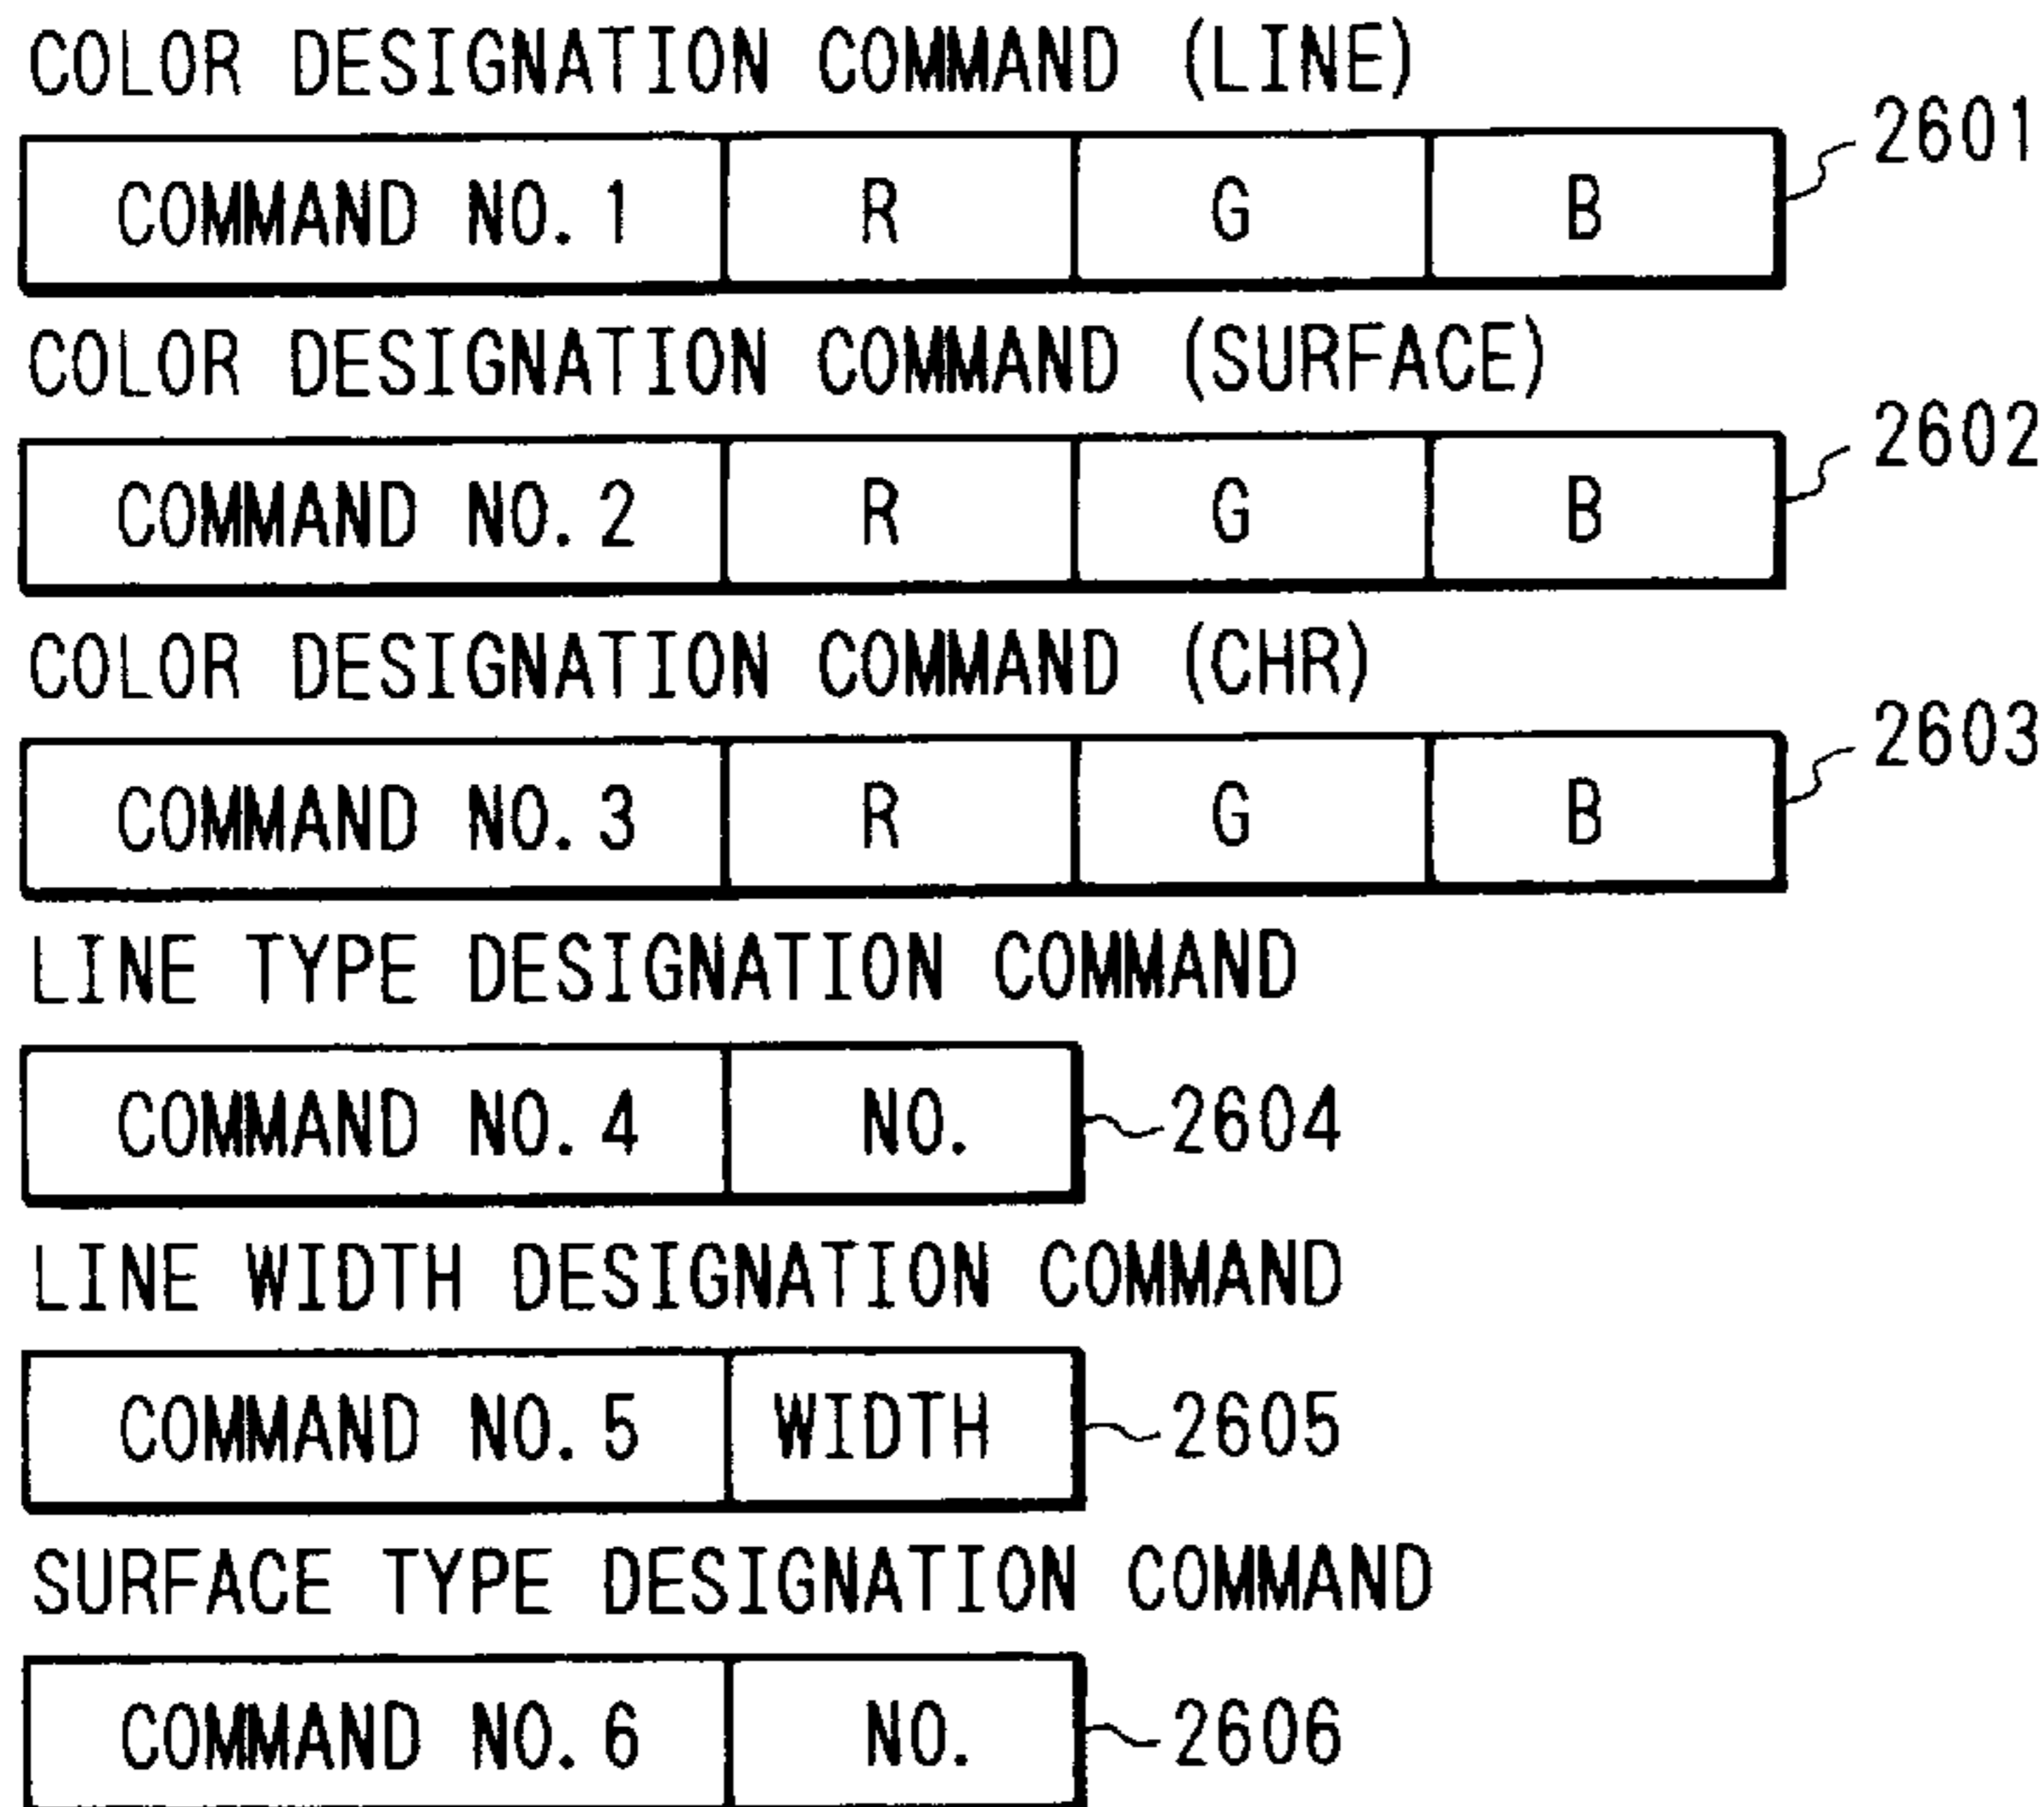 COLOR DESIGNATION COMMAND (LINE)
COMMAND NO.1 R G B 2601
COLOR DESIGNATION COMMAND (SURFACE)
COMMAND NO.2 R G B 2602
COLOR DESIGNATION COMMAND (CHR)
COMMAND NO.3 R G B 2603
LINE TYPE DESIGNATION COMMAND
COMMAND NO.4 NO. 2604
LINE WIDTH DESIGNATION COMMAND
COMMAND NO.5 WIDTH 2605
SURFACE TYPE DESIGNATION COMMAND
COMMAND NO.6 NO. 2606